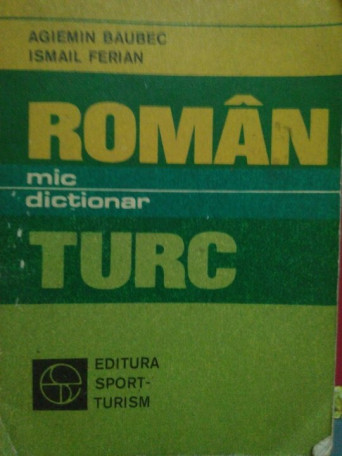 AGIEMIN BAUBEC
ISMAIL FERIAN
ROMÂN
mic
dictionar
TURC
EDITURA
SPORT-
TURISM